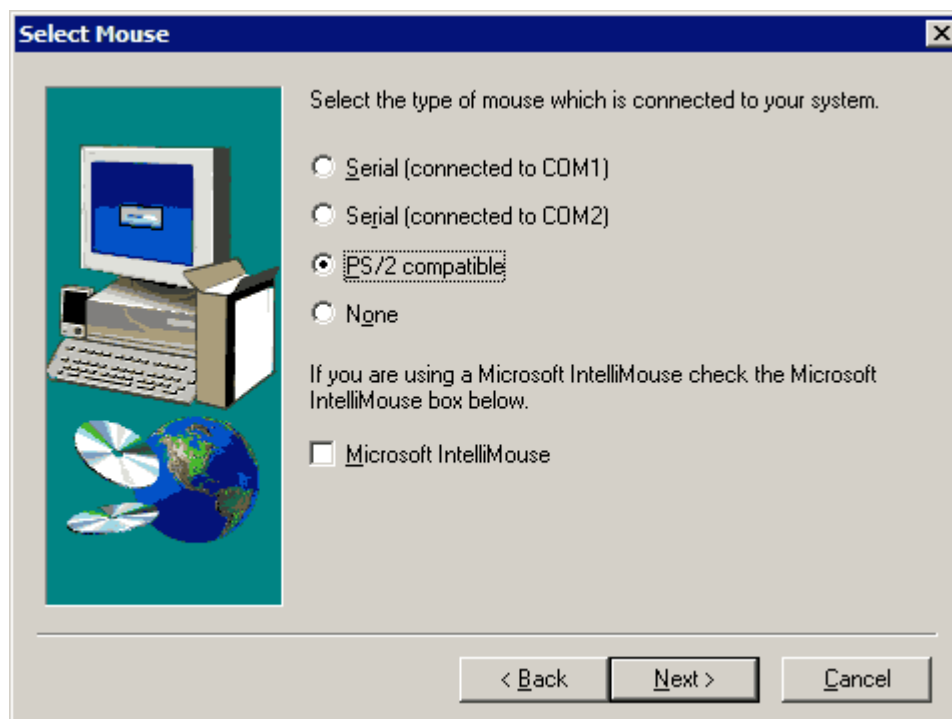 Select Mouse
Select the type of mouse which is connected to your system.
Serial (connected to COM1)
Serial (connected to COM2)
PS/2 compatible
None
If you are using a Microsoft IntelliMouse check the Microsoft
IntelliMouse box below.
Microsoft IntelliMouse
< Back   Next >   Cancel